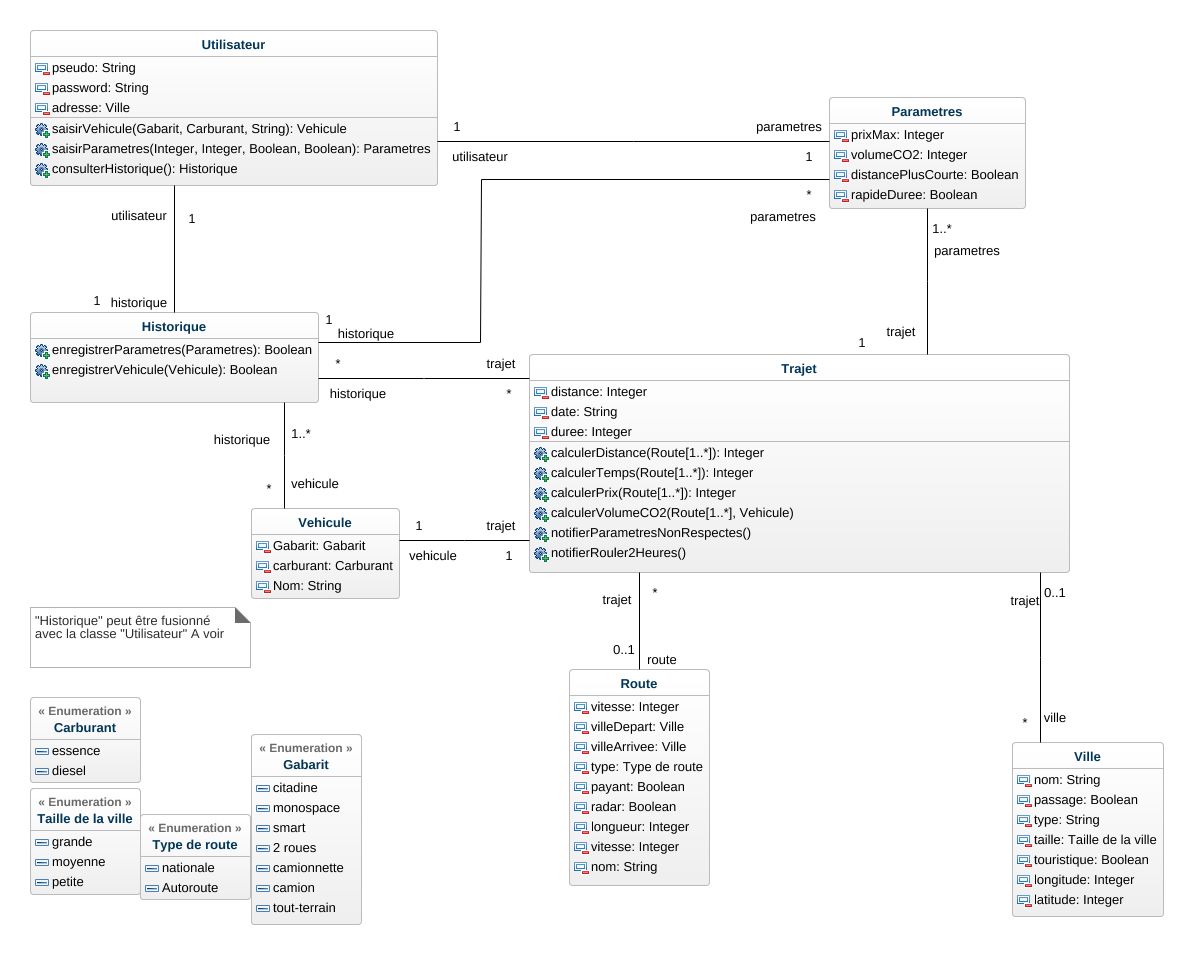 Utilisateur
pseudo: String
password: String
adresse: Ville
saisirVehicule(Gabarit, Carburant, String): Vehicule
saisirParametres(Integer, Integer, Boolean, Boolean): Parametres
consulterHistorique(): Historique
Parametres
prixMax: Integer
volumeCO2: Integer
distancePlusCourte: Boolean
rapideDuree: Boolean
1
parametres
utilisateur
1
*
parametres
utilisateur
1
1..*
parametres
1
historique
trajet
1
Historique
enregistrerParametres(Parametres): Boolean
enregistrerVehicule(Vehicule): Boolean
1
historique
*
trajet
historique
*
Trajet
distance: Integer
date: String
duree: Integer
calculerDistance(Route[1..*]): Integer
calculerTemps(Route[1..*]): Integer
calculerPrix(Route[1..*]): Integer
calculerVolumeCO2(Route[1..*], Vehicule)
notifierParametresNonRespectes()
notifierRouler2Heures()
historique
1..*
*
vehicule
Vehicule
Gabarit: Gabarit
carburant: Carburant
Nom: String
1
trajet
vehicule
1
"Historique" peut être fusionné
avec la classe "Utilisateur" A voir
trajet
*
0..1
route
trajet
0..1
*
ville
Route
vitesse: Integer
villeDepart: Ville
villeArrivee: Ville
type: Type de route
payant: Boolean
radar: Boolean
longueur: Integer
vitesse: Integer
nom: String
Ville
nom: String
passage: Boolean
type: String
taille: Taille de la ville
touristique: Boolean
longitude: Integer
latitude: Integer
« Enumeration »
Carburant
essence
diesel
« Enumeration »
Taille de la ville
grande
moyenne
petite
« Enumeration »
Type de route
nationale
Autoroute
« Enumeration »
Gabarit
citadine
monospace
smart
2 roues
camionnette
camion
tout-terrain